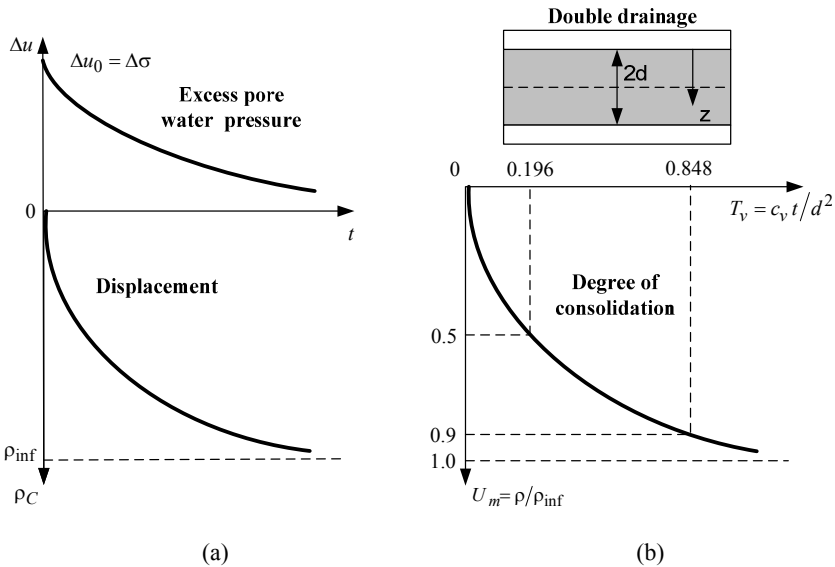 Δu
Δu₀ = Δσ
Excess pore
water pressure
0
t
Displacement
ρinf
ρC
(a)
Double drainage
2d
z
0
0.196
0.848
Tᵥ = cᵥ t/d²
Degree of
consolidation
0.5
0.9
1.0
Uₘ = ρ/ρinf
(b)